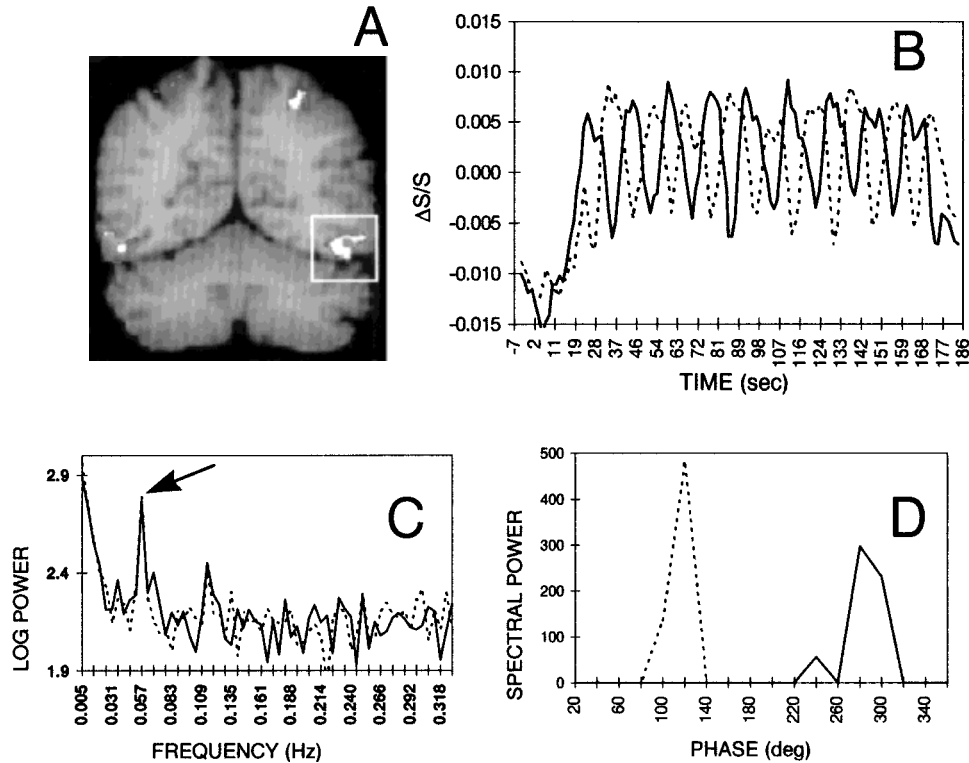 A
B
ΔS/S
0.015
0.010
0.005
0.000
-0.005
-0.010
-0.015
-7 2 11 19 28 37 46 54 63 72 81 89 98 107 116 124 133 142 151 159 168 177 186
TIME (sec)
C
LOG POWER
2.9
2.4
1.9
0.005 0.031 0.057 0.083 0.109 0.135 0.161 0.188 0.214 0.240 0.266 0.292 0.318
FREQUENCY (Hz)
D
SPECTRAL POWER
500
400
300
200
100
0
20 60 100 140 180 220 260 300 340
PHASE (deg)